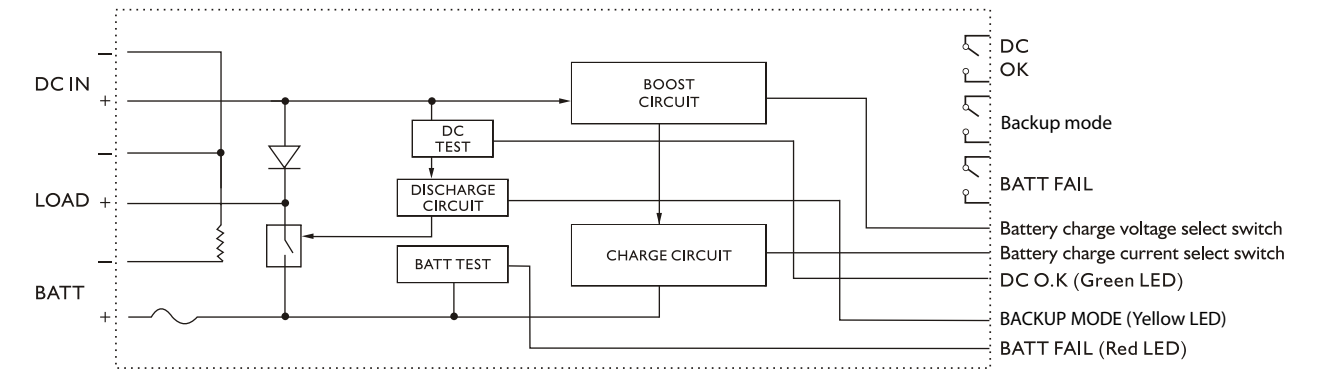 −
DC IN
+
−
LOAD +
−
BATT
+
BOOST
CIRCUIT
DC
TEST
DISCHARGE
CIRCUIT
BATT TEST
CHARGE CIRCUIT
DC
OK
Backup mode
BATT FAIL
Battery charge voltage select switch
Battery charge current select switch
DC O.K (Green LED)
BACKUP MODE (Yellow LED)
BATT FAIL (Red LED)